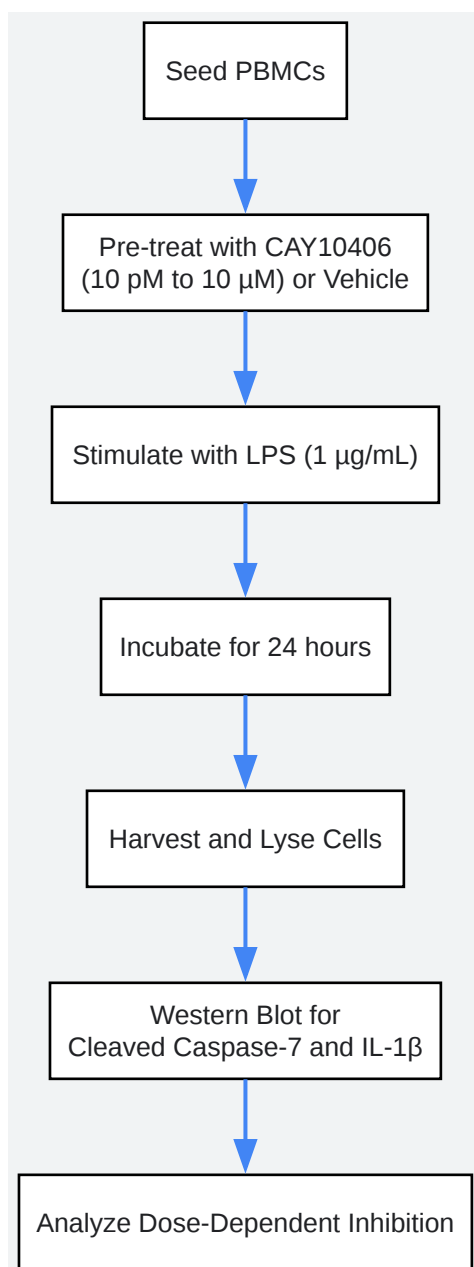 Seed PBMCs
Pre-treat with CAY10406
(10 pM to 10 µM) or Vehicle
Stimulate with LPS (1 µg/mL)
Incubate for 24 hours
Harvest and Lyse Cells
Western Blot for
Cleaved Caspase-7 and IL-1β
Analyze Dose-Dependent Inhibition